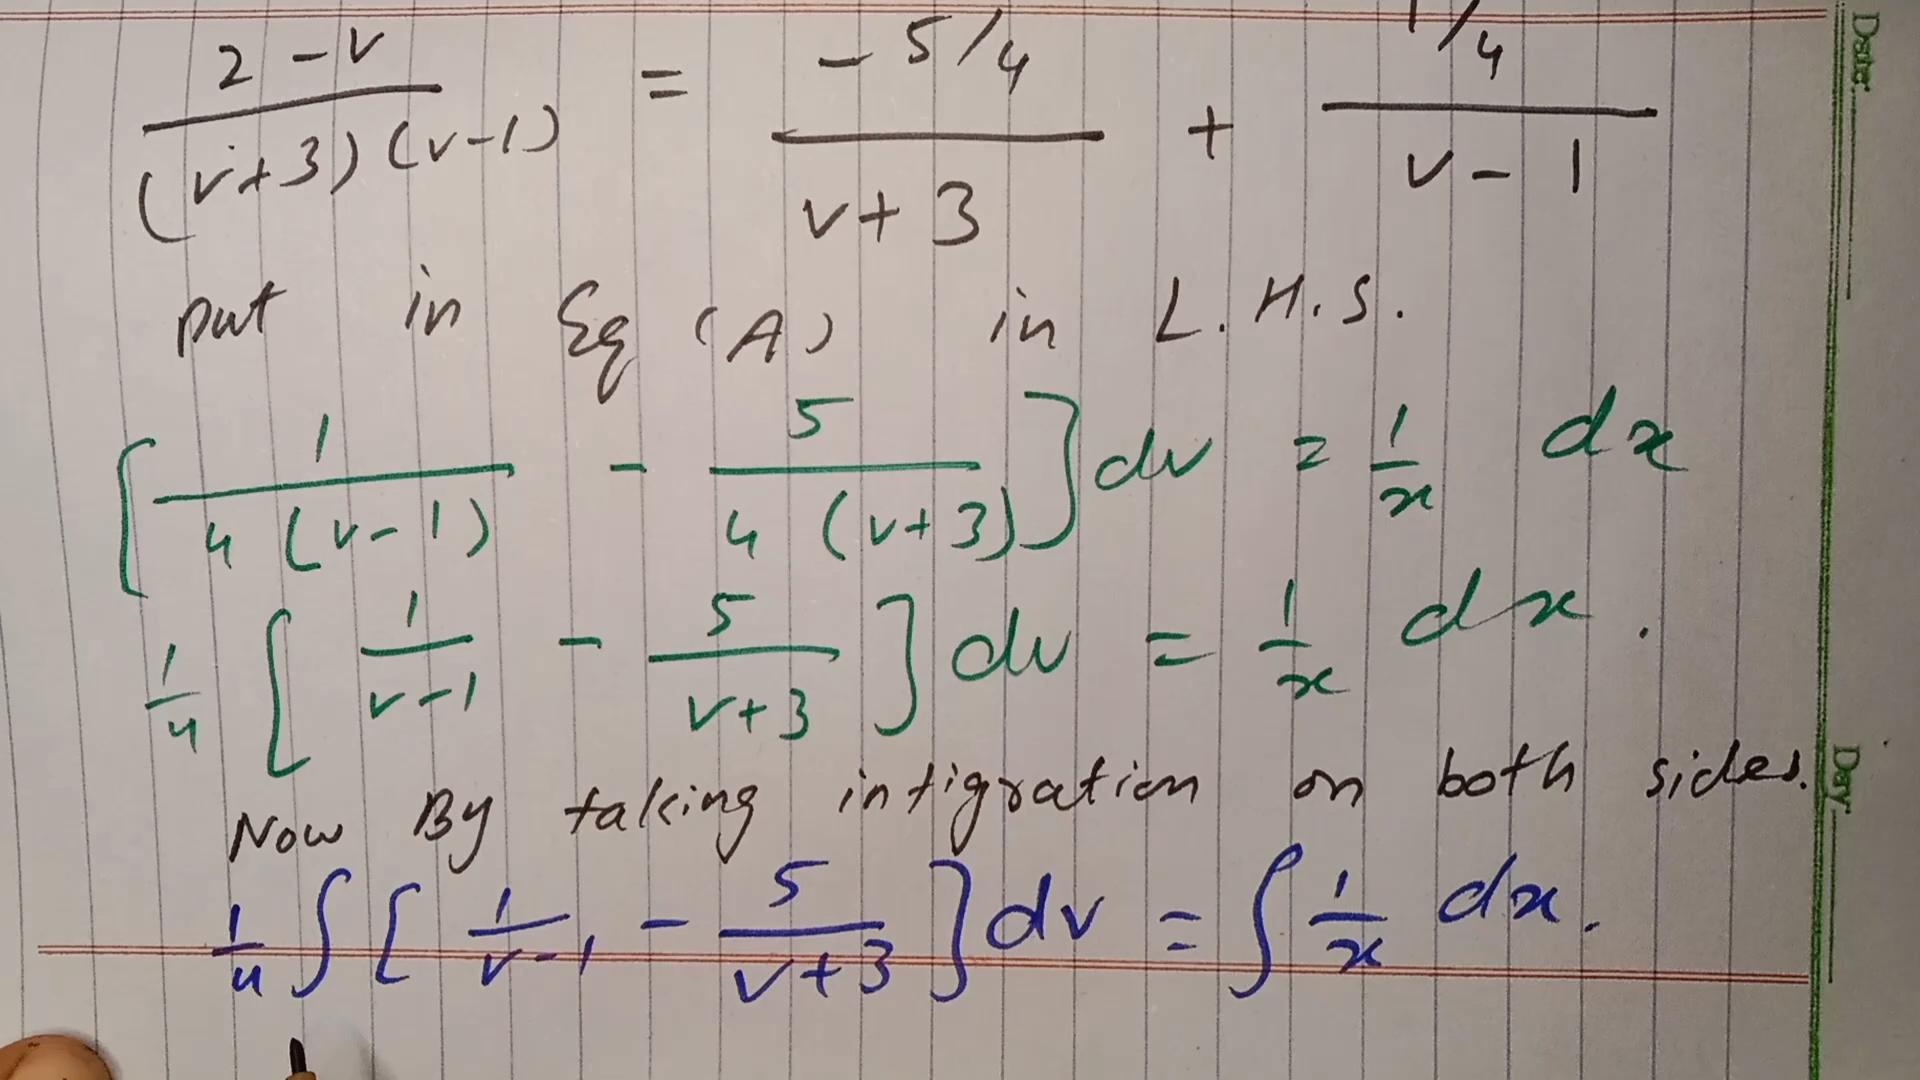 (2 - v)/((v+3)(v-1)) = (-5/4)/(v+3) + (1/4)/(v-1)
put in Eq (A) in L.H.S.
[1/(4(v-1)) - 5/(4(v+3))] dv = 1/x dx
1/4 [1/(v-1) - 5/(v+3)] dv = 1/x dx.
Now By taking intigration on both sides.
1/4 ∫ [1/(v-1) - 5/(v+3)] dv = ∫ 1/x dx.
Date:
Day